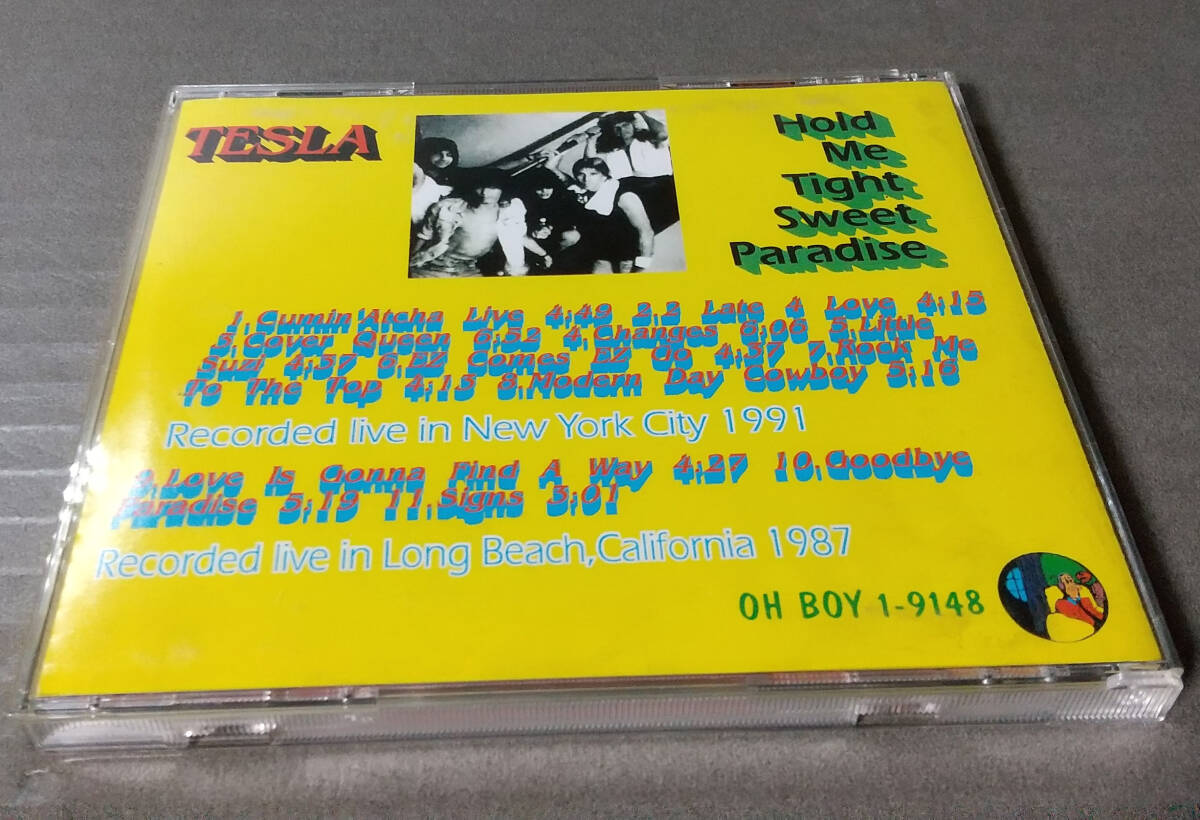 TESLA
Hold
Me
Tight
Sweet
Paradise
1.Cumin'Atcha Live 4:49 2.2 Late 4 Love 4:15
3.Cover Queen 6:52 4.Changes 6:06 5.Little
Suzi 4:57 6.EZ Comes EZ Go 4:37 7.Rock Me
To The Top 4:13 8.Modern Day Cowboy 5:16
Recorded live in New York City 1991
9.Love Is Gonna Find A Way 4:27 10.Goodbye
Paradise 5:19 11.Signs 3:01
Recorded live in Long Beach,California 1987
OH BOY 1-9148